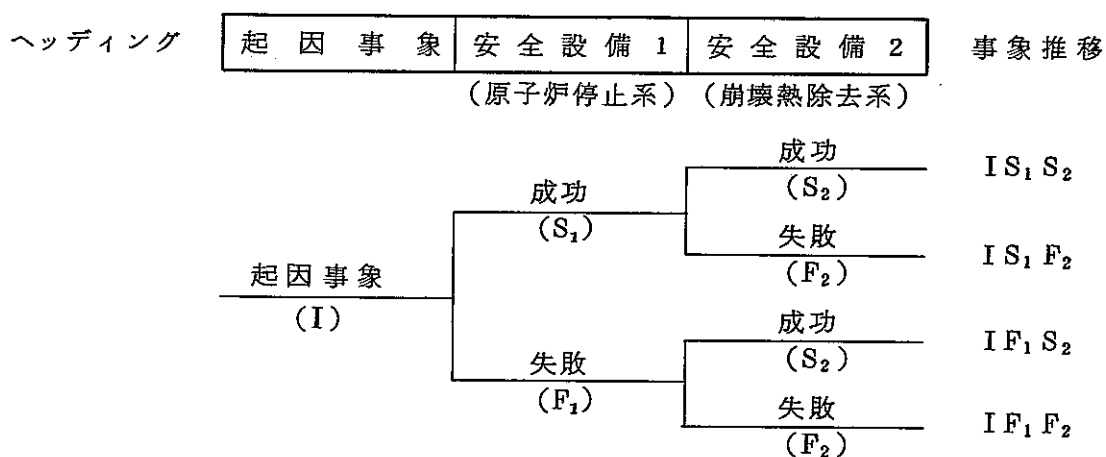 ヘッディング 起因事象 安全設備1 安全設備2 事象推移
(原子炉停止系) (崩壊熱除去系)
成功
(S₂)
I S₁ S₂
成功
(S₁)
失敗
(F₂)
I S₁ F₂
起因事象
(I)
成功
(S₂)
I F₁ S₂
失敗
(F₁)
失敗
(F₂)
I F₁ F₂